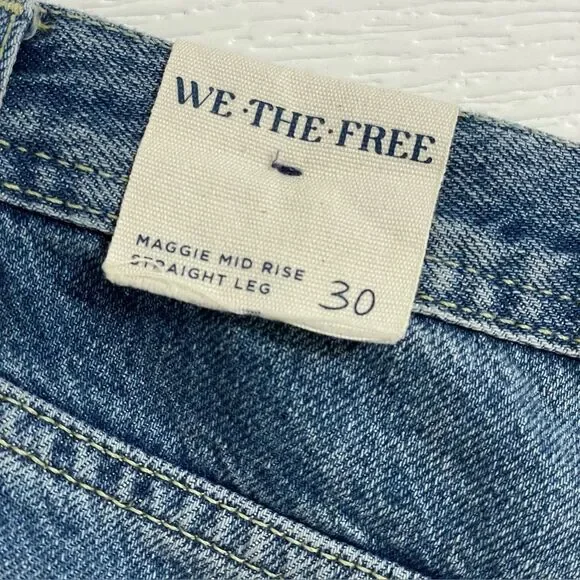 WE·THE·FREE
MAGGIE MID RISE
STRAIGHT LEG
30